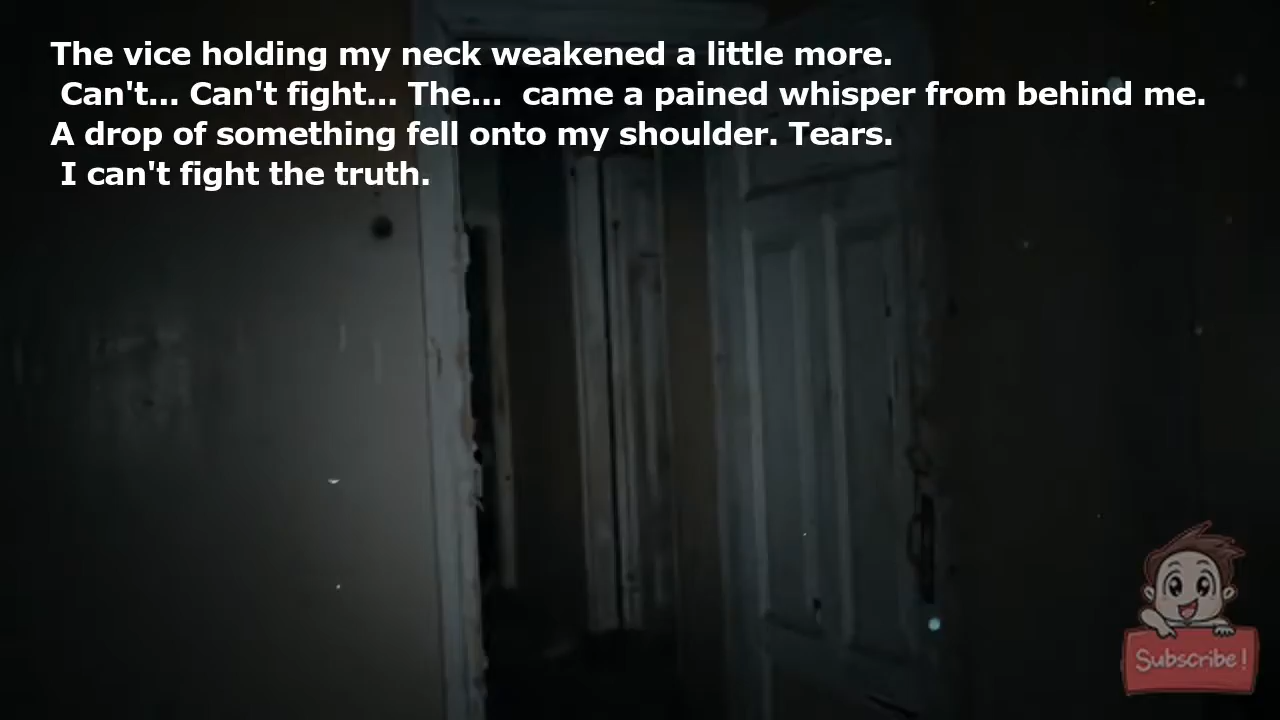 The vice holding my neck weakened a little more.
Can't... Can't fight... The...  came a pained whisper from behind me.
A drop of something fell onto my shoulder. Tears.
I can't fight the truth.
Subscribe!